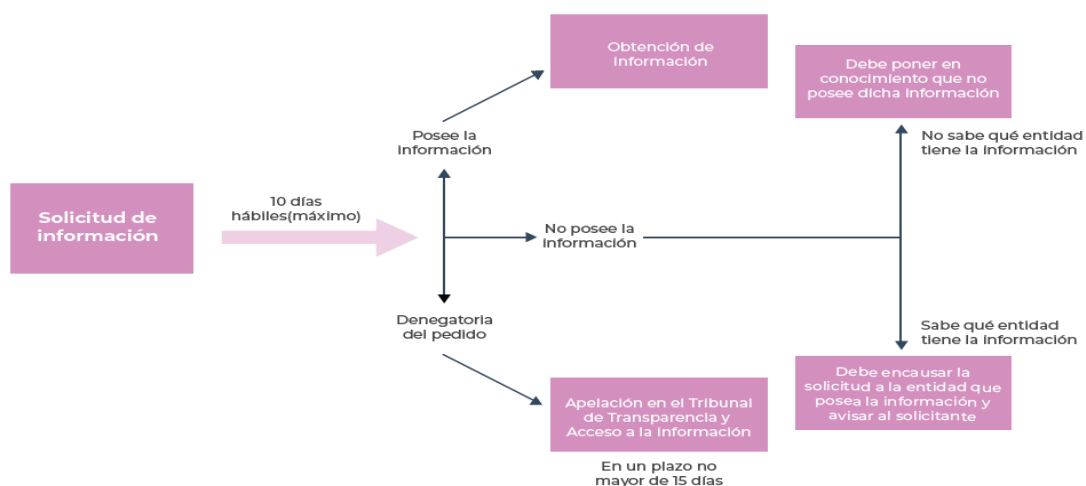 Solicitud de
información
10 días
hábiles(máximo)
Posee la
información
Obtención de
información
No posee la
información
Denegatoria
del pedido
Apelación en el Tribunal
de Transparencia y
Acceso a la información
En un plazo no
mayor de 15 días
Debe poner en
conocimiento que no
posee dicha información
No sabe qué entidad
tiene la información
Sabe qué entidad
tiene la información
Debe encausar la
solicitud a la entidad que
posea la información y
avisar al solicitante